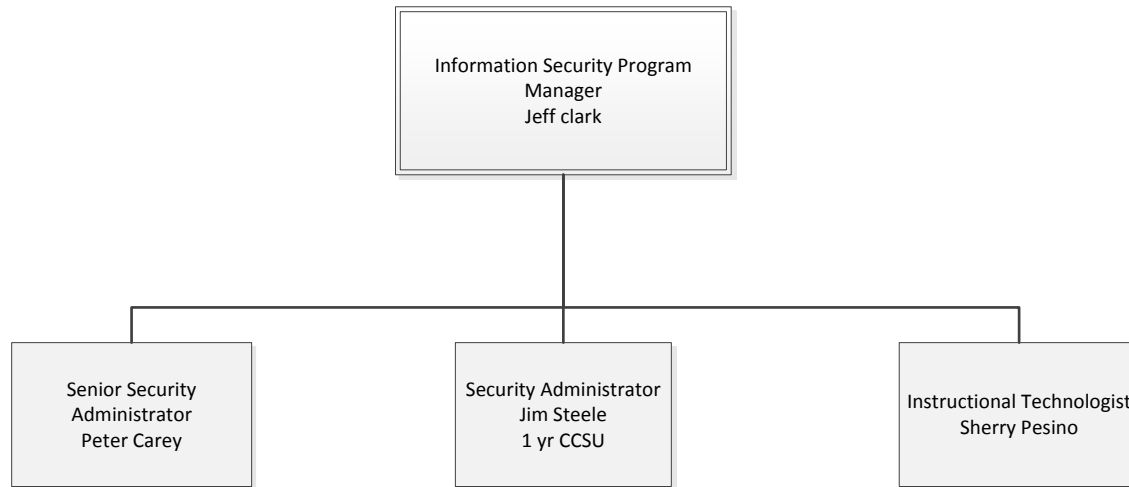 Information Security Program
Manager
Jeff clark
Senior Security
Administrator
Peter Carey
Security Administrator
Jim Steele
1 yr CCSU
Instructional Technologist
Sherry Pesino